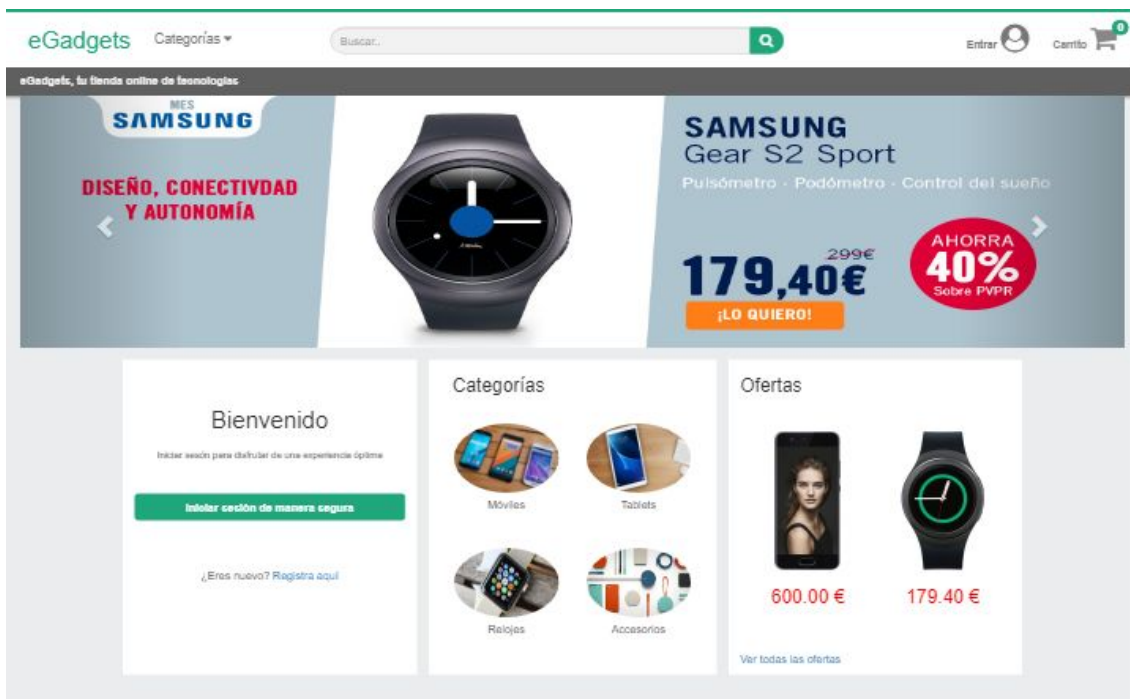 eGadgets Categorías Buscar.. Entrar Carrito 0
eGadgets, tu tienda online de tecnologías
MES
SAMSUNG
DISEÑO, CONECTIVDAD
Y AUTONOMÍA
SAMSUNG
Gear S2 Sport
Pulsómetro · Podómetro · Control del sueño
299€
179,40€
¡LO QUIERO!
AHORRA
40%
Sobre PVPR
Bienvenido
Iniciar sesión para disfrutar de una experiencia óptima
Iniciar sesión de manera segura
¿Eres nuevo? Registra aquí
Categorías
Móviles Tablets
Relojes Accesorios
Ofertas
600.00 € 179.40 €
Ver todas las ofertas